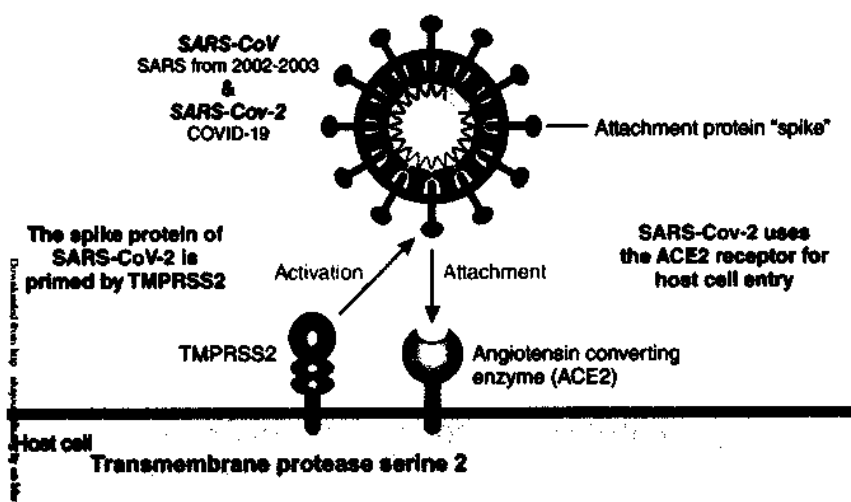 SARS-CoV
SARS from 2002-2003
&
SARS-Cov-2
COVID-19
Attachment protein "spike"
The spike protein of
SARS-CoV-2 is
primed by TMPRSS2
SARS-Cov-2 uses
the ACE2 receptor for
host cell entry
Activation
Attachment
TMPRSS2
Angiotensin converting
enzyme (ACE2)
Host cell
Transmembrane protease serine 2
Downloaded from